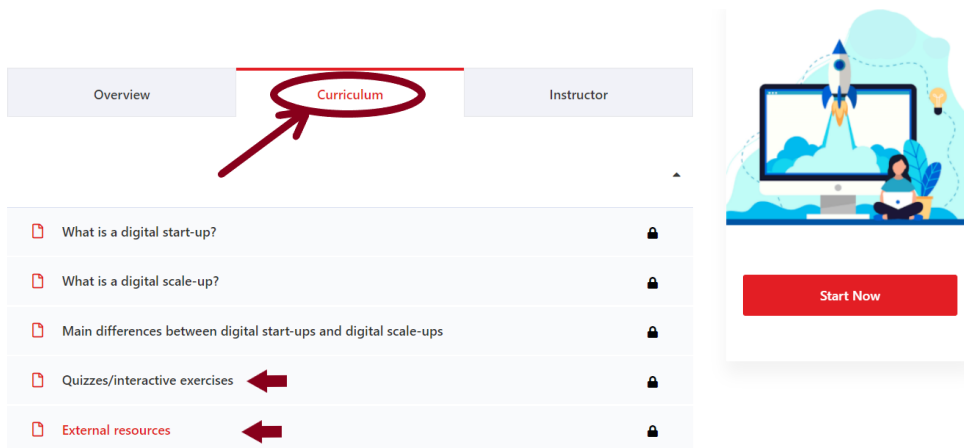 Overview
Curriculum
Instructor
What is a digital start-up?
What is a digital scale-up?
Main differences between digital start-ups and digital scale-ups
Quizzes/interactive exercises
External resources
Start Now